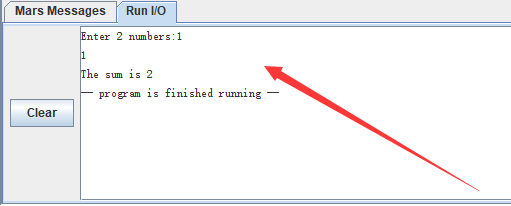 Mars Messages Run I/O
Enter 2 numbers:1
1
The sum is 2
-- program is finished running --
Clear